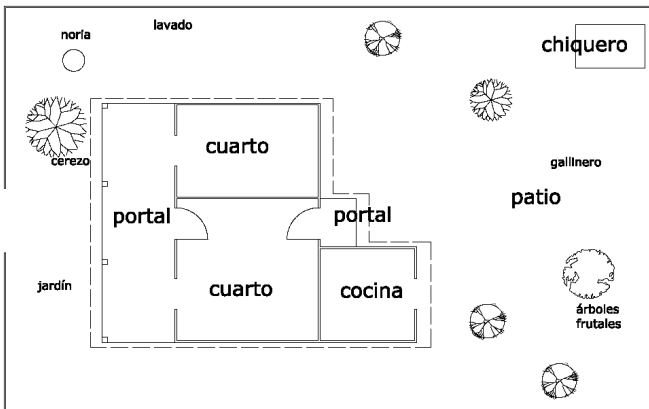 lavado
noria
chiquero
cuarto
cerezo
gallinero
patio
portal
portal
jardín
cuarto
cocina
árboles
frutales